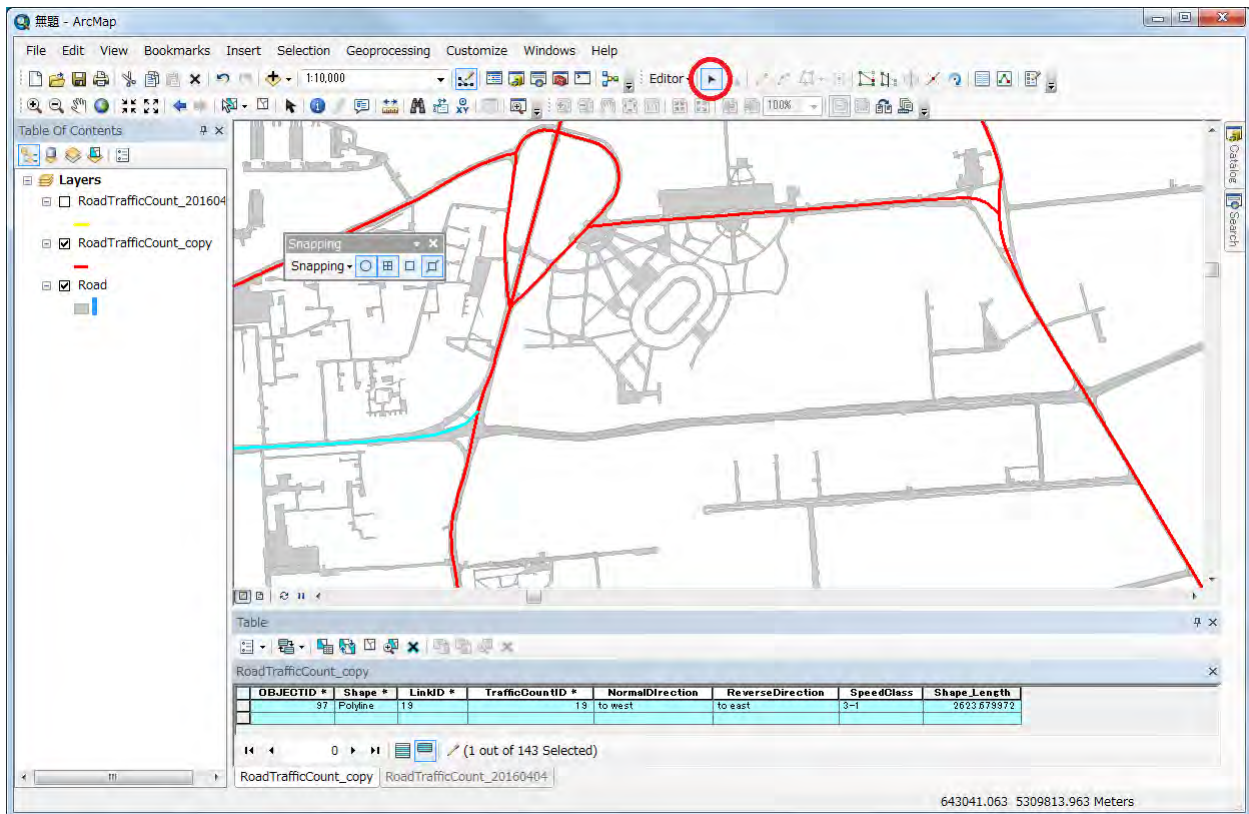 無題 - ArcMap
File Edit View Bookmarks Insert Selection Geoprocessing Customize Windows Help
1:10,000 Editor
100%
Table Of Contents
Layers
RoadTrafficCount_201604
RoadTrafficCount_copy
Road
Snapping
Snapping
Catalog
Search
Table
RoadTrafficCount_copy
OBJECTID * Shape * LinkID * TrafficCountID * NormalDirection ReverseDirection SpeedClass Shape_Length
97 Polyline 19 19 to west to east 3-1 2623.679972
0 (1 out of 143 Selected)
RoadTrafficCount_copy RoadTrafficCount_20160404
643041.063 5309813.963 Meters